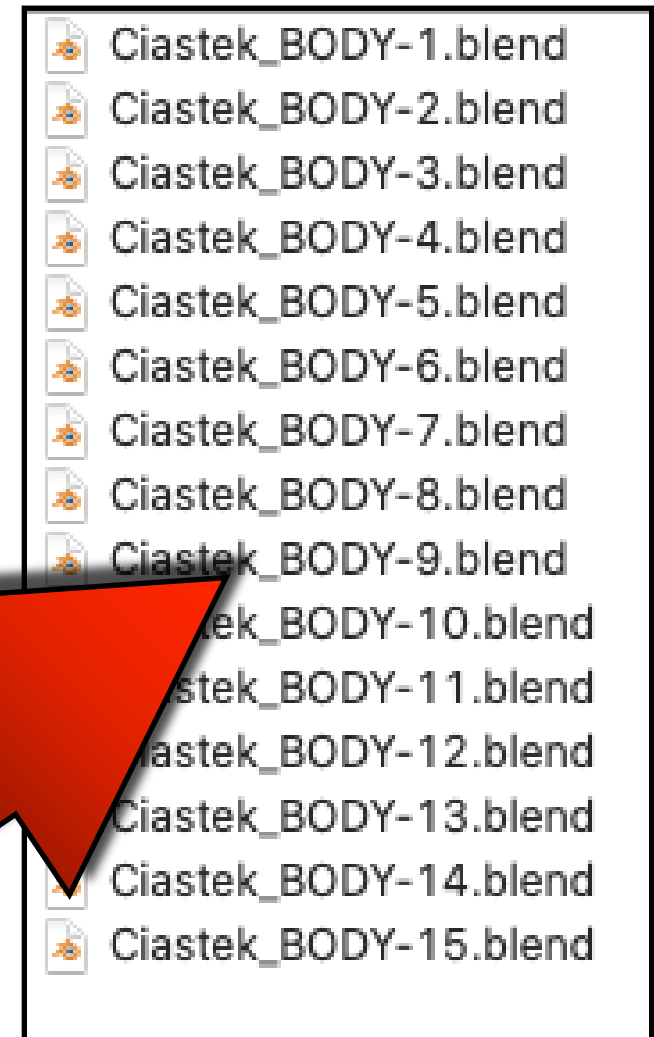 Ciastek_BODY-1.blend
Ciastek_BODY-2.blend
Ciastek_BODY-3.blend
Ciastek_BODY-4.blend
Ciastek_BODY-5.blend
Ciastek_BODY-6.blend
Ciastek_BODY-7.blend
Ciastek_BODY-8.blend
Ciastek_BODY-9.blend
tek_BODY-10.blend
stek_BODY-11.blend
iastek_BODY-12.blend
Ciastek_BODY-13.blend
Ciastek_BODY-14.blend
Ciastek_BODY-15.blend